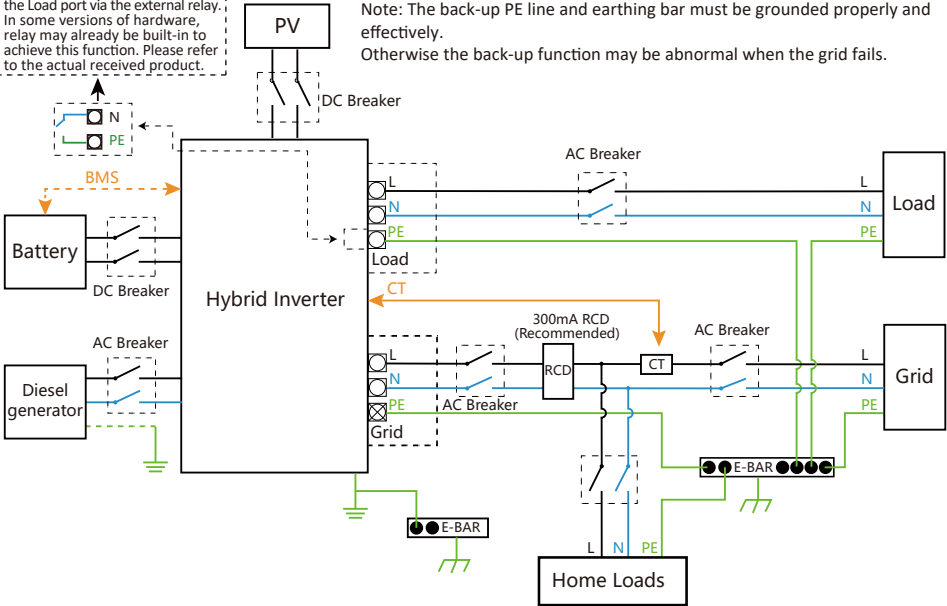 the Load port via the external relay.
In some versions of hardware,
relay may already be built-in to
achieve this function. Please refer
to the actual received product.
PV
Note: The back-up PE line and earthing bar must be grounded properly and
effectively.
Otherwise the back-up function may be abnormal when the grid fails.
DC Breaker
N
PE
BMS
Battery
DC Breaker
AC Breaker
Diesel
generator
Hybrid Inverter
L
N
PE
Load
AC Breaker
L
N
PE
Load
CT
300mA RCD
(Recommended)
AC Breaker
L
N
PE
Grid
AC Breaker
RCD
CT
L
N
PE
Grid
E-BAR
E-BAR
L
N
PE
Home Loads